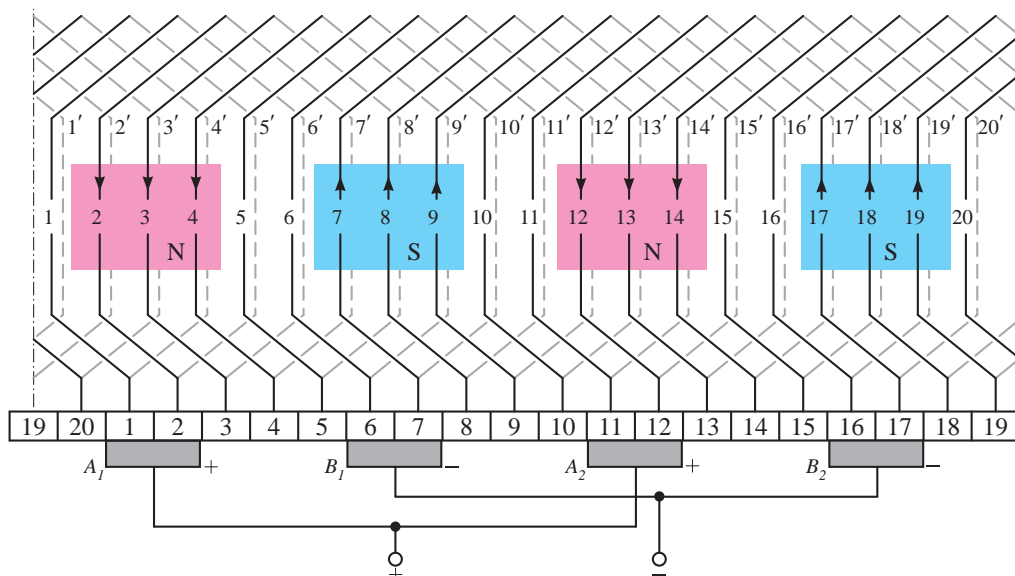 1′ 2′ 3′ 4′ 5′ 6′ 7′ 8′ 9′ 10′ 11′ 12′ 13′ 14′ 15′ 16′ 17′ 18′ 19′ 20′
1 2 3 4 5 6 7 8 9 10 11 12 13 14 15 16 17 18 19 20
N S N S
19 20 1 2 3 4 5 6 7 8 9 10 11 12 13 14 15 16 17 18 19
A1 + B1 − A2 + B2 −
+ −